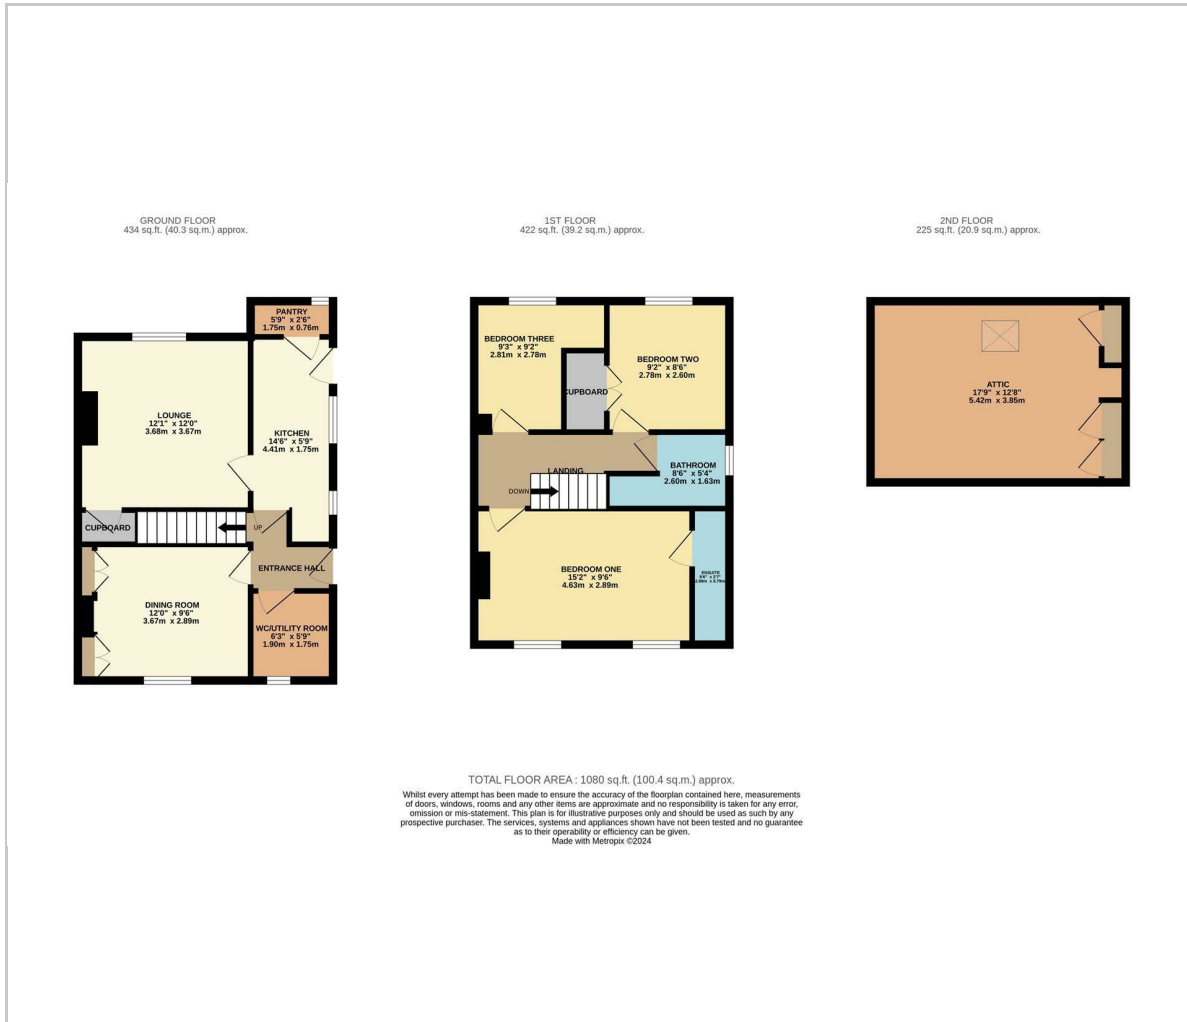 GROUND FLOOR
434 sq.ft. (40.3 sq.m.) approx.
PANTRY
5'9" x 2'6"
1.75m x 0.76m
LOUNGE
12'1" x 12'0"
3.68m x 3.67m
KITCHEN
14'6" x 5'9"
4.41m x 1.75m
CUPBOARD
UP
ENTRANCE HALL
DINING ROOM
12'0" x 9'6"
3.67m x 2.89m
WC/UTILITY ROOM
6'3" x 5'9"
1.90m x 1.75m
1ST FLOOR
422 sq.ft. (39.2 sq.m.) approx.
BEDROOM THREE
9'3" x 9'2"
2.81m x 2.78m
BEDROOM TWO
9'2" x 8'6"
2.78m x 2.60m
CUPBOARD
LANDING
DOWN
BATHROOM
8'6" x 5'4"
2.60m x 1.63m
BEDROOM ONE
15'2" x 9'6"
4.63m x 2.89m
ENSUITE
2ND FLOOR
225 sq.ft. (20.9 sq.m.) approx.
ATTIC
17'9" x 12'8"
5.42m x 3.85m
TOTAL FLOOR AREA : 1080 sq.ft. (100.4 sq.m.) approx.
Whilst every attempt has been made to ensure the accuracy of the floorplan contained here, measurements
of doors, windows, rooms and any other items are approximate and no responsibility is taken for any error,
omission or mis-statement. This plan is for illustrative purposes only and should be used as such by any
prospective purchaser. The services, systems and appliances shown have not been tested and no guarantee
as to their operability or efficiency can be given.
Made with Metropix ©2024